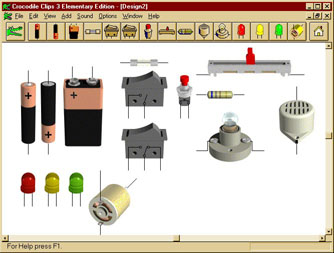 Crocodile Clips 3 Elementary Edition - [Design2]
File Edit View Add Sound Options Window Help
+ +
+
For Help press F1.